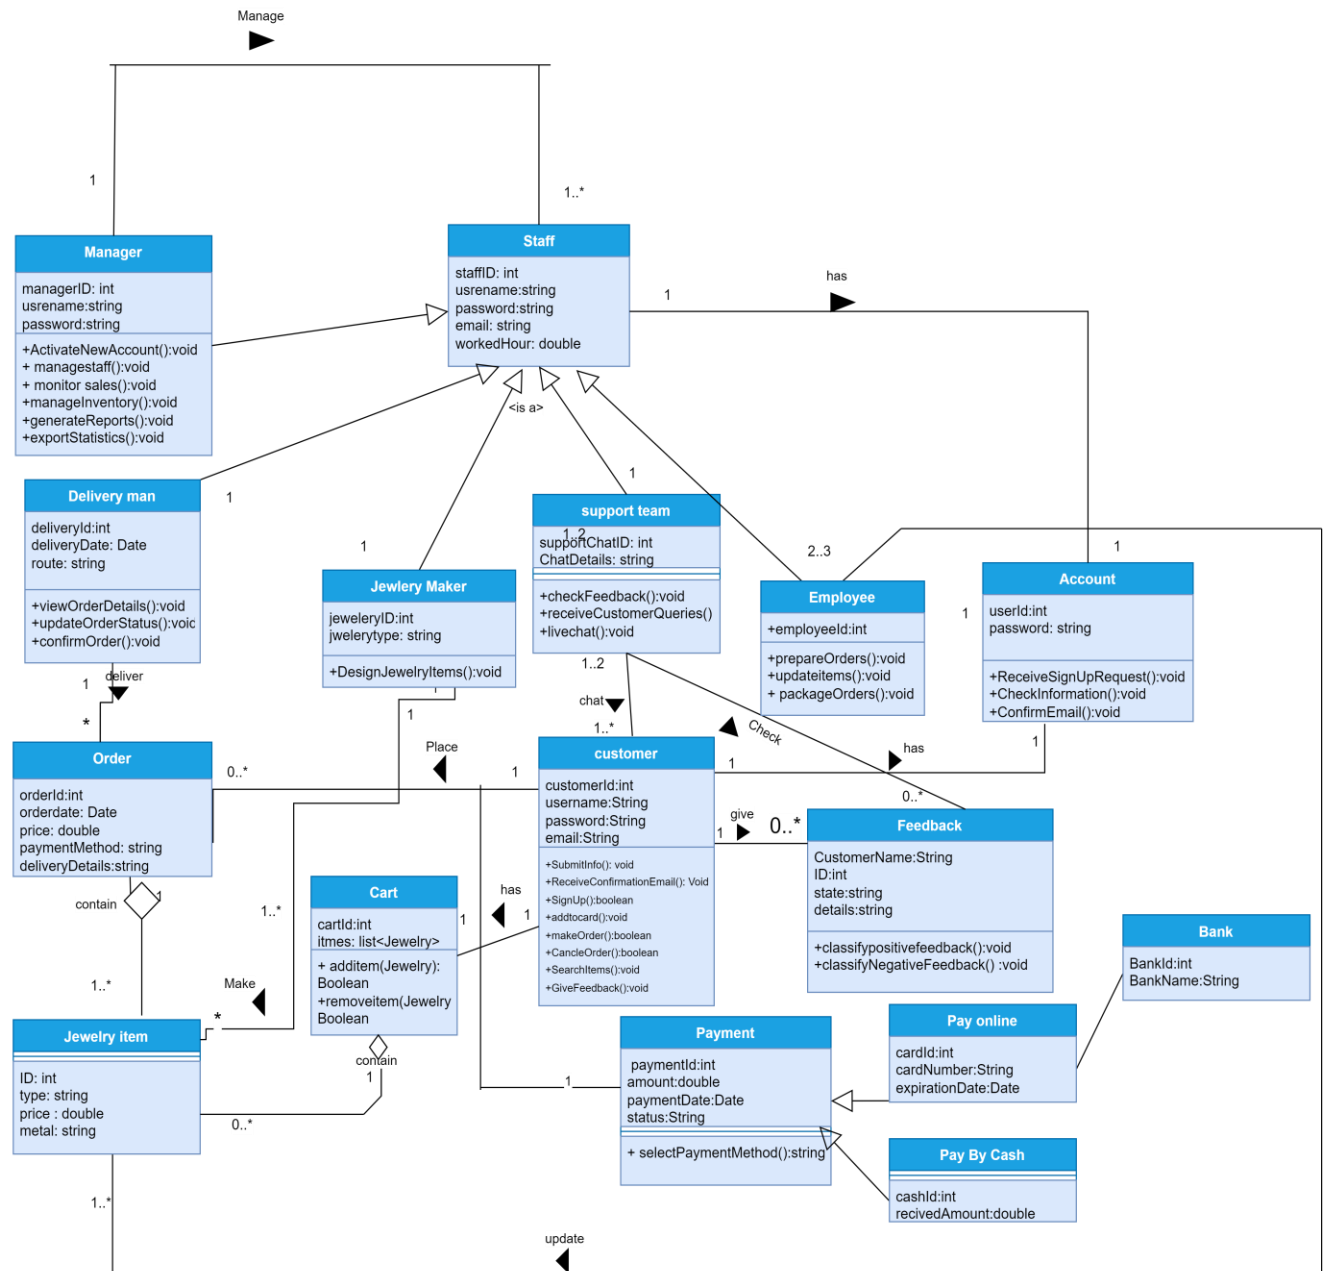 Manage
1
1..*
Manager
managerID: int
usrename:string
password:string
+ActivateNewAccount():void
+ managestaff():void
+ monitor sales():void
+manageInventory():void
+generateReports():void
+exportStatistics():void
Staff
staffID: int
usrename:string
password:string
email: string
workedHour: double
1
has
<is a>
1
1
1
1..2
2..3
1
1
Delivery man
deliveryId:int
deliveryDate: Date
route: string
+viewOrderDetails():void
+updateOrderStatus():voic
+confirmOrder():void
Jewlery Maker
jeweleryID:int
jwelerytype: string
+DesignJewelryItems():void
support team
supportChatID: int
ChatDetails: string
+checkFeedback():void
+receiveCustomerQueries()
+livechat():void
Employee
+employeeId:int
+prepareOrders():void
+updateitems():void
+ packageOrders():void
Account
userId:int
password: string
+ReceiveSignUpRequest():void
+CheckInformation():void
+ConfirmEmail():void
1
deliver
*
1
1..2
chat
1..*
Check
1
has
1
0..*
Place
0..*
1
Order
orderId:int
orderdate: Date
price: double
paymentMethod: string
deliveryDetails:string
customer
customerId:int
username:String
password:String
email:String
+SubmitInfo(): void
+ReceiveConfirmationEmail(): Void
+SignUp():boolean
+addtocard():void
+makeOrder():boolean
+CancleOrder():boolean
+SearchItems():void
+GiveFeedback():void
give
1
0..*
Feedback
CustomerName:String
ID:int
state:string
details:string
+classifypositivefeedback():void
+classifyNegativeFeedback() :void
contain
1
1..*
1..*
Make
*
Cart
cartId:int
itmes: list<Jewelry>
+ additem(Jewelry):
Boolean
+removeitem(Jewelry
Boolean
has
1
1
contain
1
0..*
Jewelry item
ID: int
type: string
price : double
metal: string
1..*
1
Payment
paymentId:int
amount:double
paymentDate:Date
status:String
+ selectPaymentMethod():string
Pay online
cardId:int
cardNumber:String
expirationDate:Date
Bank
BankId:int
BankName:String
Pay By Cash
cashId:int
recivedAmount:double
update